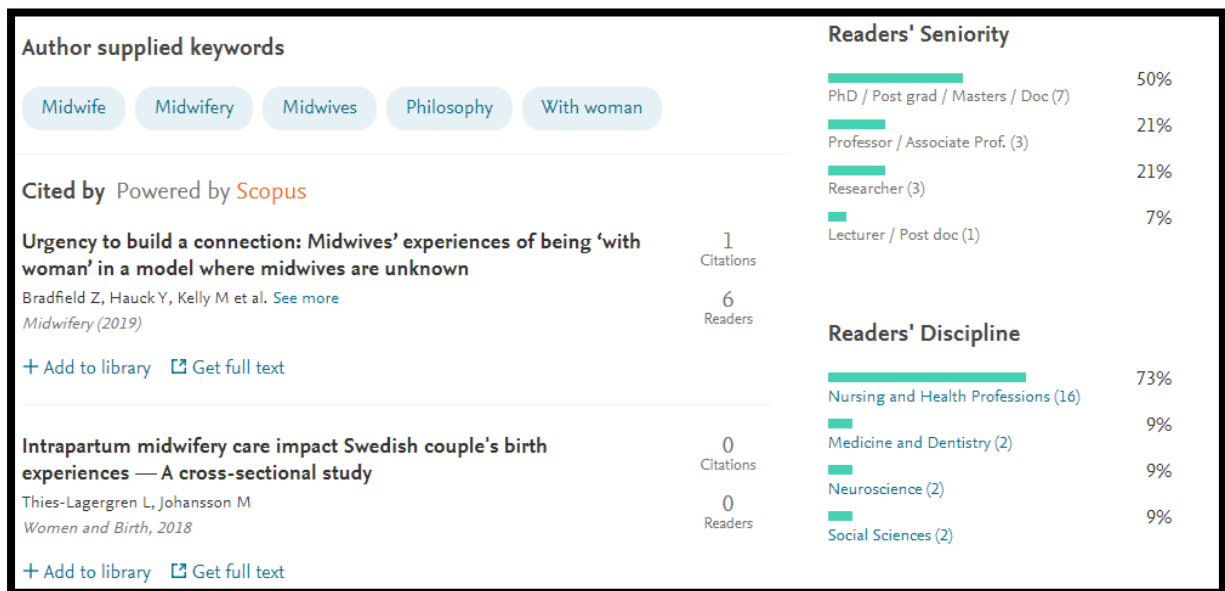 Author supplied keywords
Midwife Midwifery Midwives Philosophy With woman
Cited by Powered by Scopus
Urgency to build a connection: Midwives’ experiences of being ‘with
woman’ in a model where midwives are unknown
Bradfield Z, Hauck Y, Kelly M et al. See more
Midwifery (2019)
1
Citations
6
Readers
+ Add to library Get full text
Intrapartum midwifery care impact Swedish couple's birth
experiences — A cross-sectional study
Thies-Lagergren L, Johansson M
Women and Birth, 2018
0
Citations
0
Readers
+ Add to library Get full text
Readers' Seniority
50%
PhD / Post grad / Masters / Doc (7)
21%
Professor / Associate Prof. (3)
21%
Researcher (3)
7%
Lecturer / Post doc (1)
Readers' Discipline
73%
Nursing and Health Professions (16)
9%
Medicine and Dentistry (2)
9%
Neuroscience (2)
9%
Social Sciences (2)